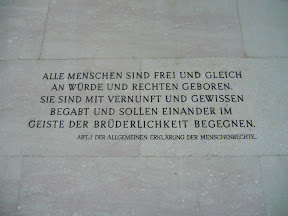 ALLE MENSCHEN SIND FREI UND GLEICH
AN WÜRDE UND RECHTEN GEBOREN.
SIE SIND MIT VERNUNFT UND GEWISSEN
BEGABT UND SOLLEN EINANDER IM
GEISTE DER BRÜDERLICHKEIT BEGEGNEN.
ART. 1 DER ALLGEMEINEN ERKLÄRUNG DER MENSCHENRECHTE.